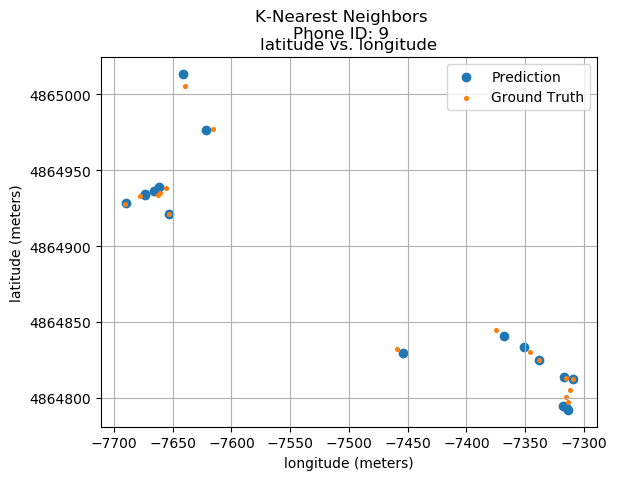 K-Nearest Neighbors
Phone ID: 9
latitude vs. longitude
Prediction
Ground Truth
4865000
4864950
4864900
4864850
4864800
latitude (meters)
−7700 −7650 −7600 −7550 −7500 −7450 −7400 −7350 −7300
longitude (meters)